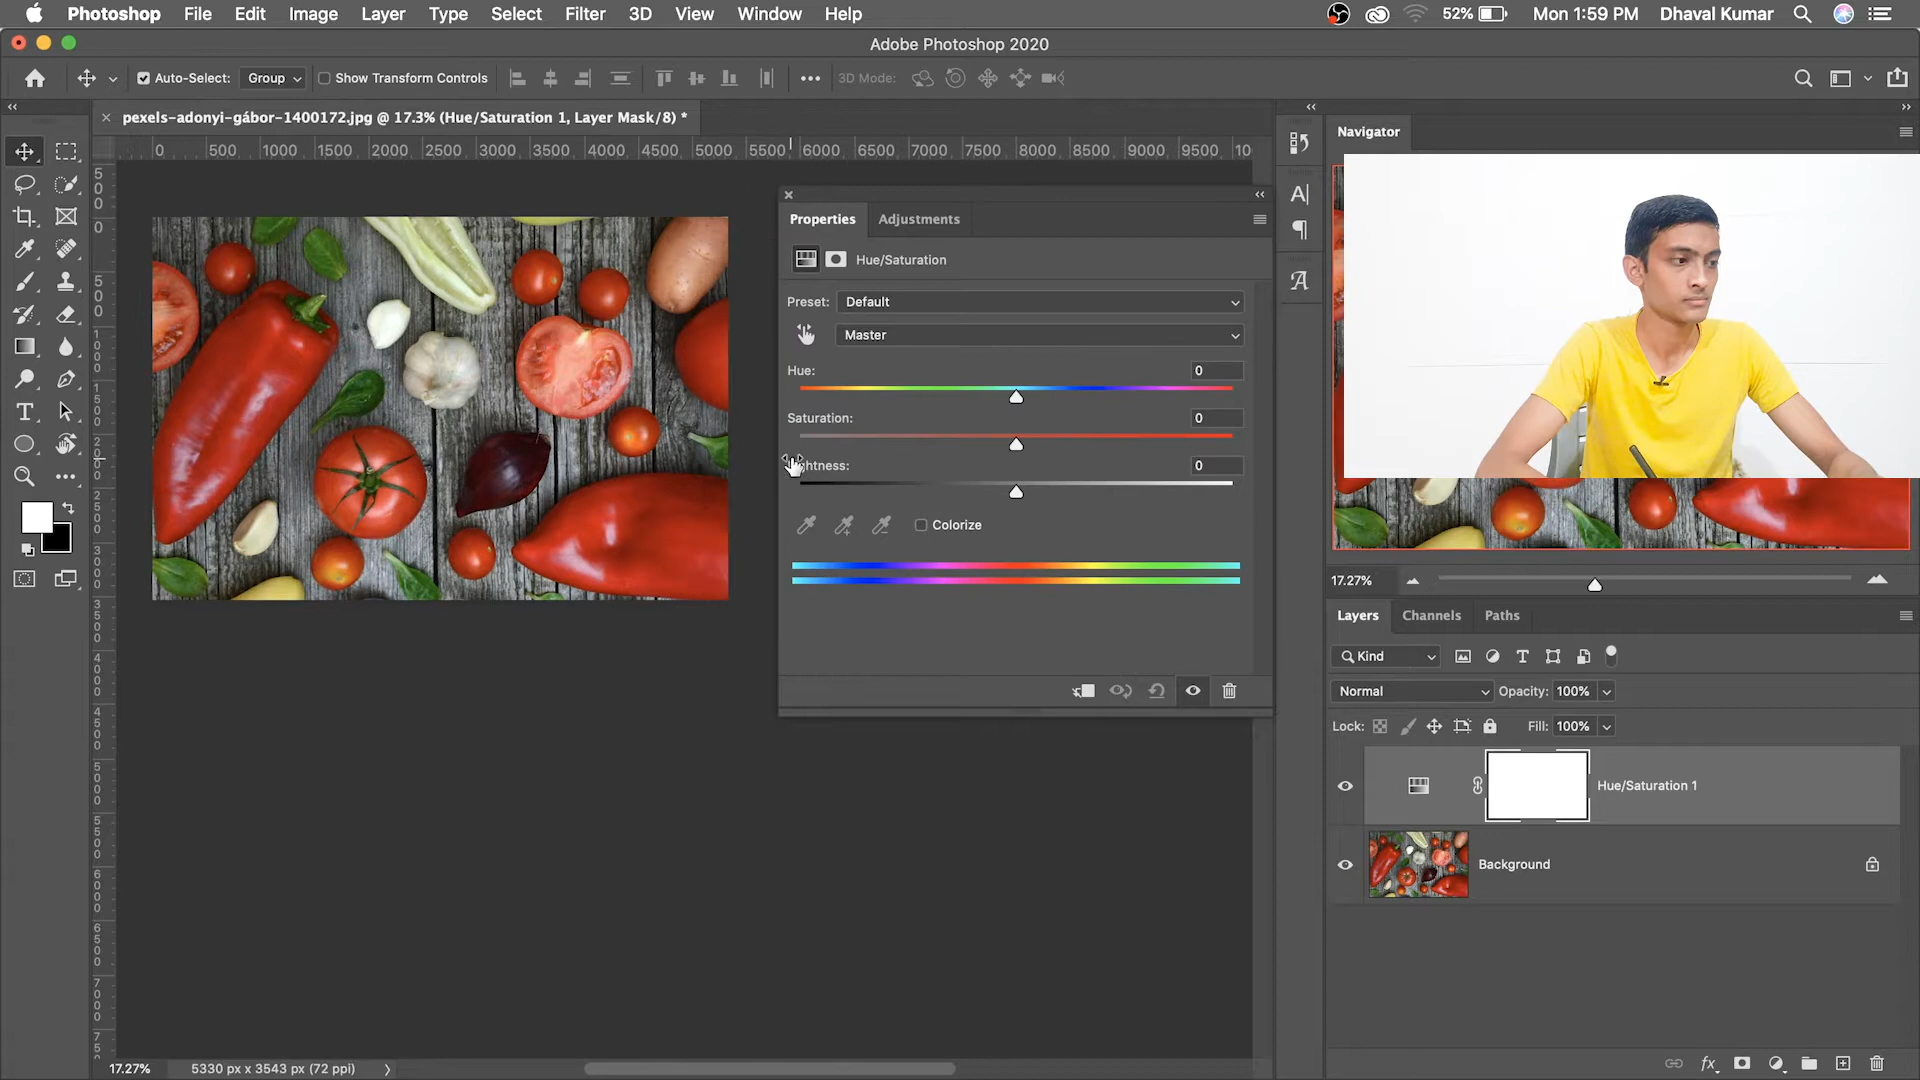 Photoshop File Edit Image Layer Type Select Filter 3D View Window Help 52% Mon 1:59 PM Dhaval Kumar
Adobe Photoshop 2020
Auto-Select: Group Show Transform Controls 3D Mode:
pexels-adonyi-gábor-1400172.jpg @ 17.3% (Hue/Saturation 1, Layer Mask/8) *
0 500 1000 1500 2000 2500 3000 3500 4000 4500 5000 5500 6000 6500 7000 7500 8000 8500 9000 9500 10
Properties Adjustments
Hue/Saturation
Preset: Default
Master
Hue: 0
Saturation: 0
htness: 0
Colorize
Navigator
17.27%
Layers Channels Paths
Kind
Normal Opacity: 100%
Lock: Fill: 100%
Hue/Saturation 1
Background
17.27% 5330 px x 3543 px (72 ppi)